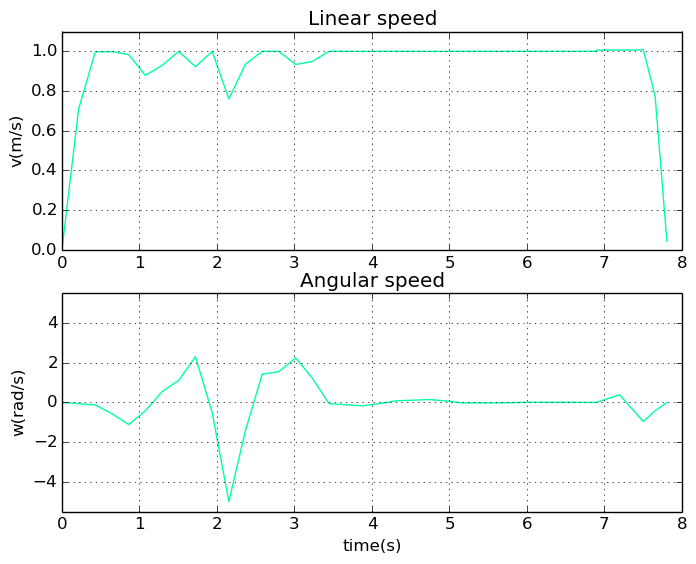 Linear speed
v(m/s)
1.0
0.8
0.6
0.4
0.2
0.0
0 1 2 3 4 5 6 7 8
Angular speed
w(rad/s)
4
2
0
−2
−4
0 1 2 3 4 5 6 7 8
time(s)